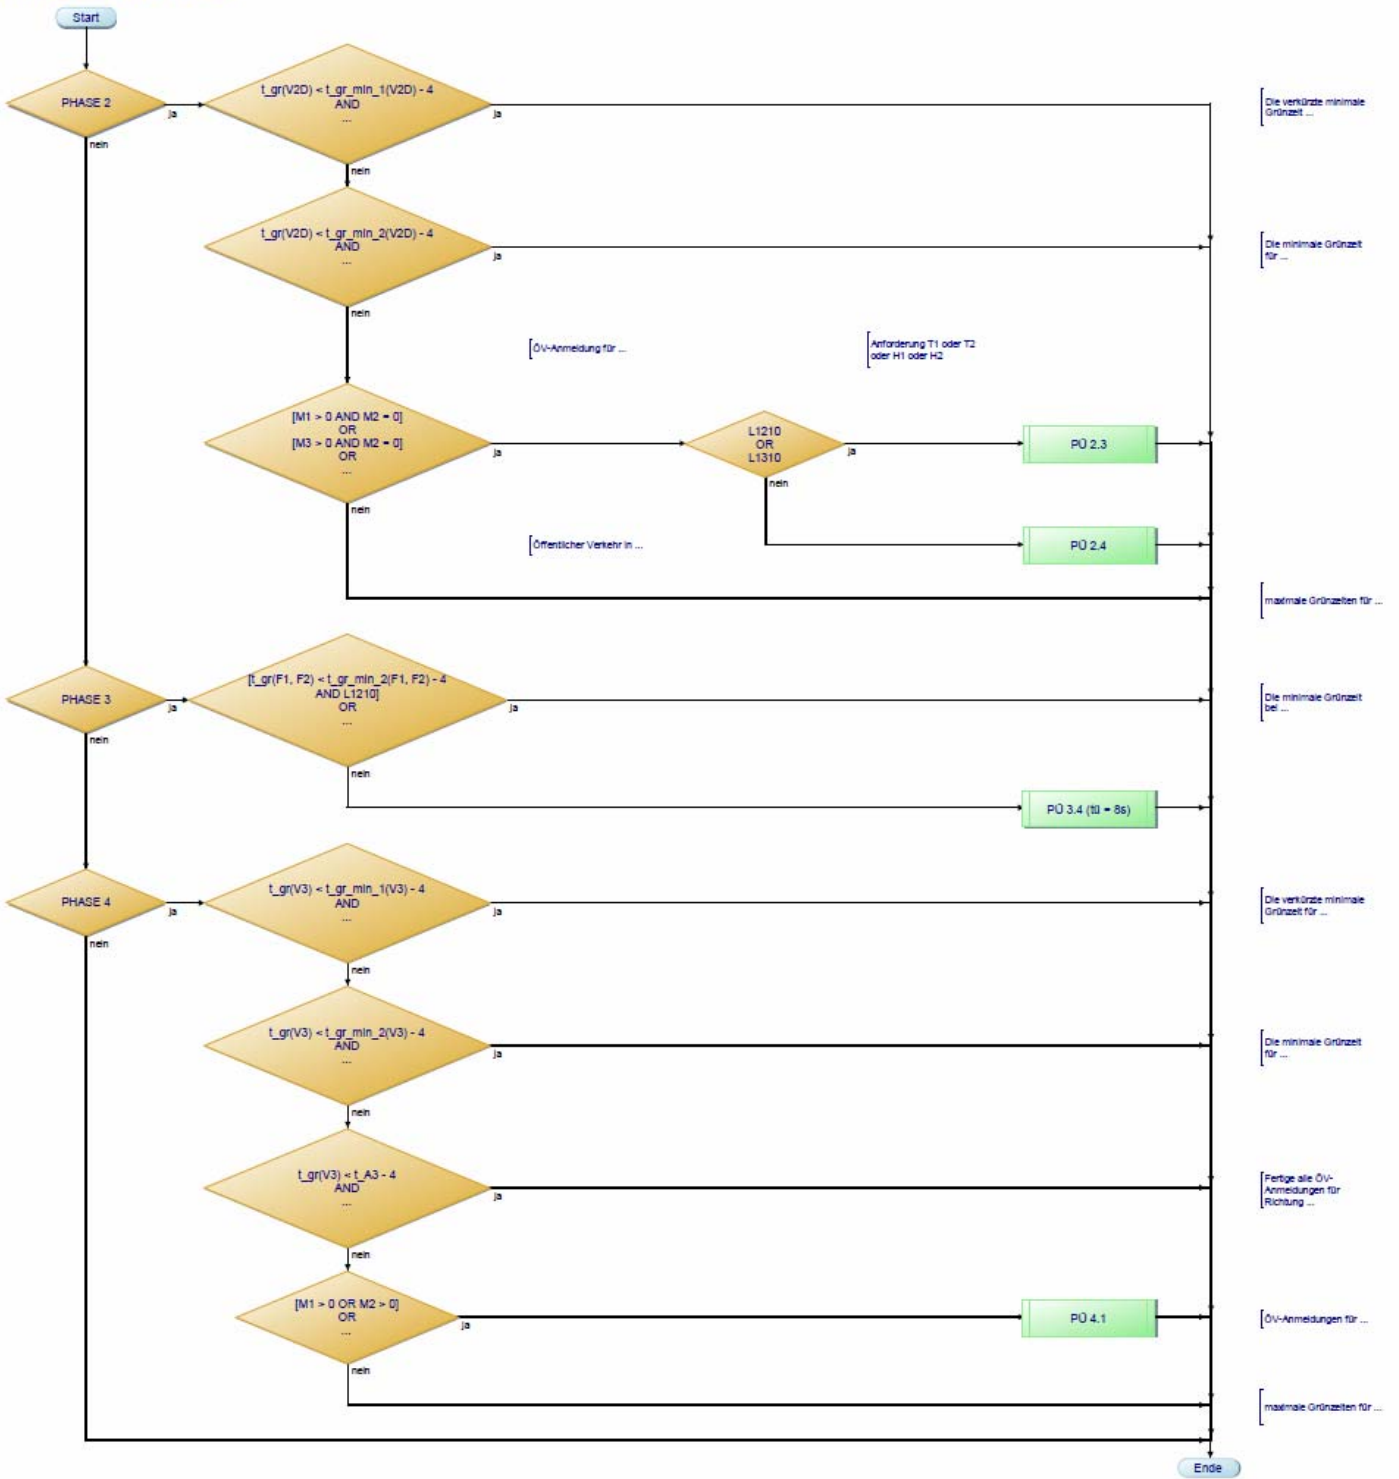 Start
PHASE 2
ja
nein
t_gr(V2D) < t_gr_min_1(V2D) - 4
AND
...
ja
nein
Die verkürzte minimale
Grünzeit ...
t_gr(V2D) < t_gr_min_2(V2D) - 4
AND
...
ja
nein
Die minimale Grünzeit
für ...
ÖV-Anmeldung für ...
Anforderung T1 oder T2
oder H1 oder H2
[M1 > 0 AND M2 = 0]
OR
[M3 > 0 AND M2 = 0]
OR
...
ja
nein
L1210
OR
L1310
ja
nein
PÜ 2.3
Öffentlicher Verkehr in ...
PÜ 2.4
maximale Grünzeiten für ...
PHASE 3
ja
nein
[t_gr(F1, F2) < t_gr_min_2(F1, F2) - 4
AND L1210]
OR
...
ja
nein
Die minimale Grünzeit
bei ...
PÜ 3.4 (tü = 8s)
PHASE 4
ja
nein
t_gr(V3) < t_gr_min_1(V3) - 4
AND
...
ja
nein
Die verkürzte minimale
Grünzeit für ...
t_gr(V3) < t_gr_min_2(V3) - 4
AND
...
ja
nein
Die minimale Grünzeit
für ...
t_gr(V3) < t_A3 - 4
AND
...
ja
nein
Fertige alle ÖV-
Anmeldungen für
Richtung ...
[M1 > 0 OR M2 > 0]
OR
...
ja
nein
PÜ 4.1
ÖV-Anmeldungen für ...
maximale Grünzeiten für ...
Ende